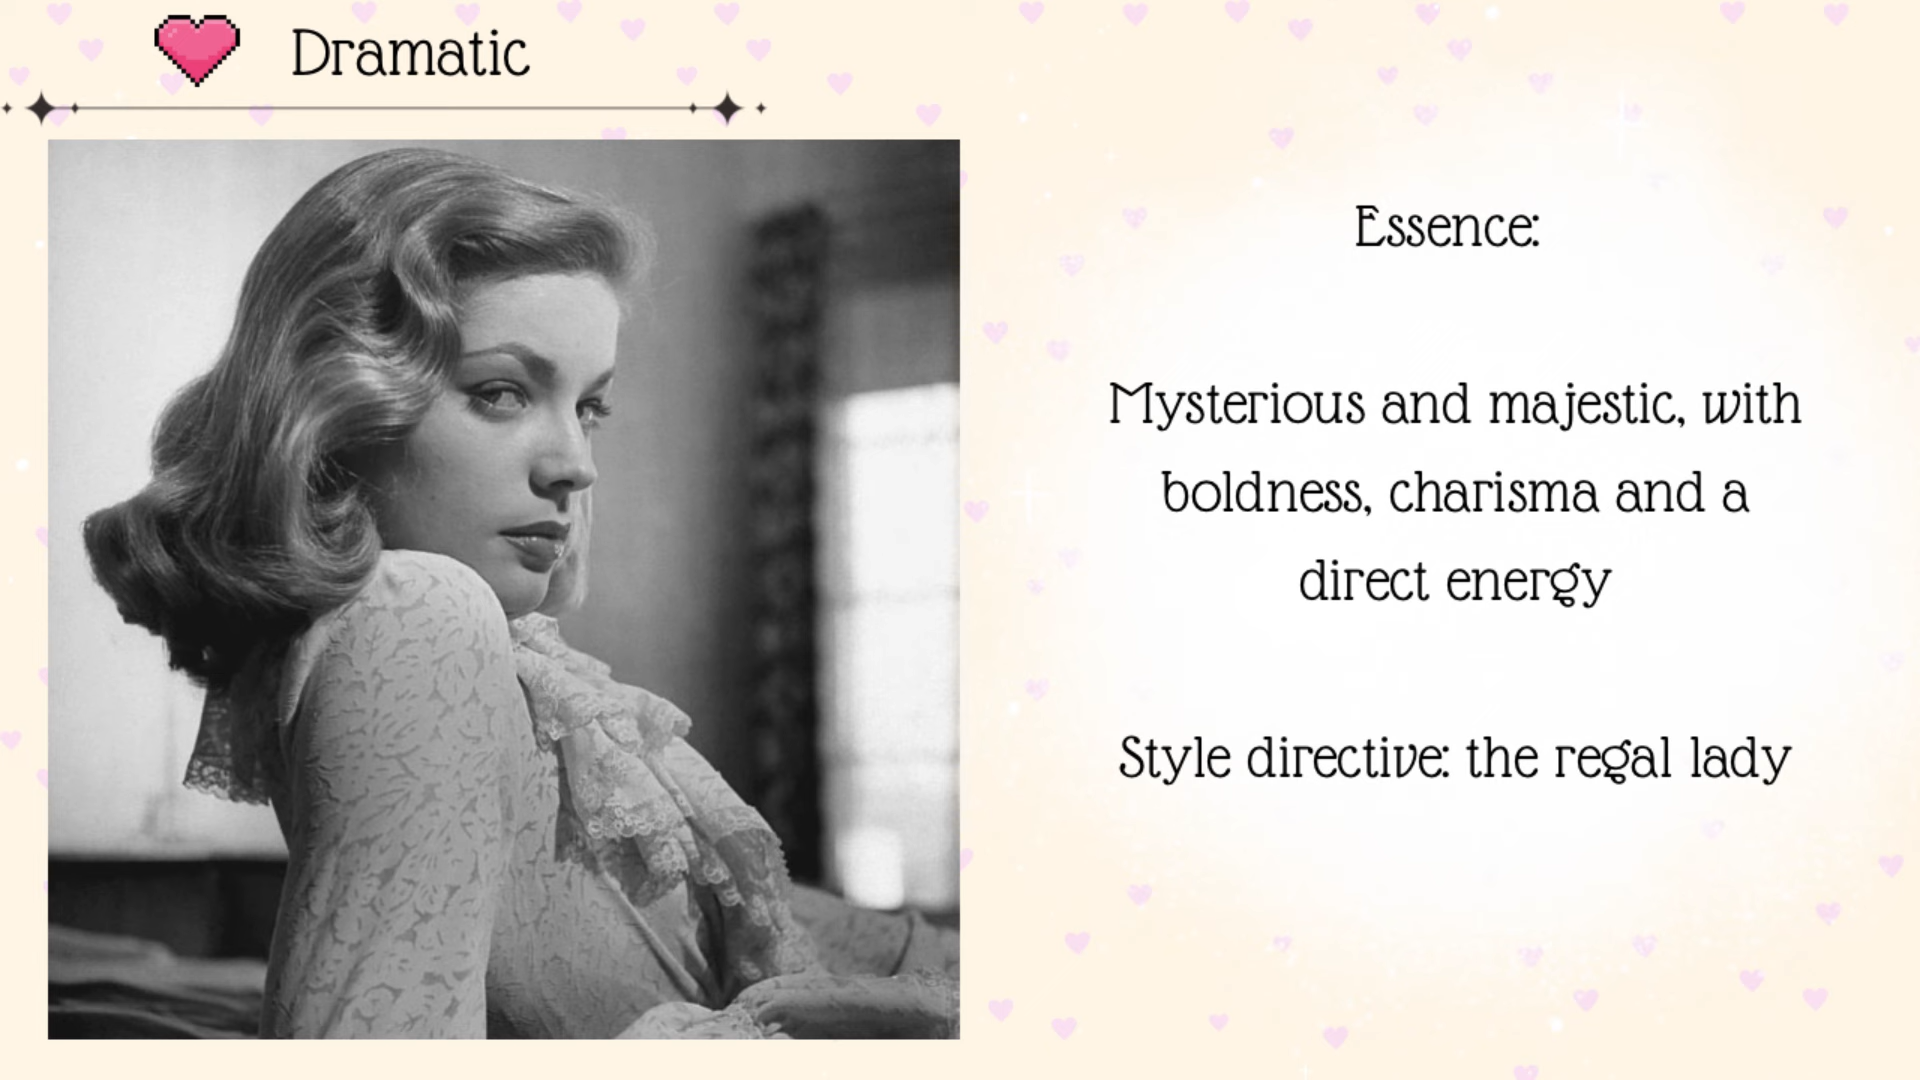 Dramatic
Essence:
Mysterious and majestic, with
boldness, charisma and a
direct energy
Style directive: the regal lady